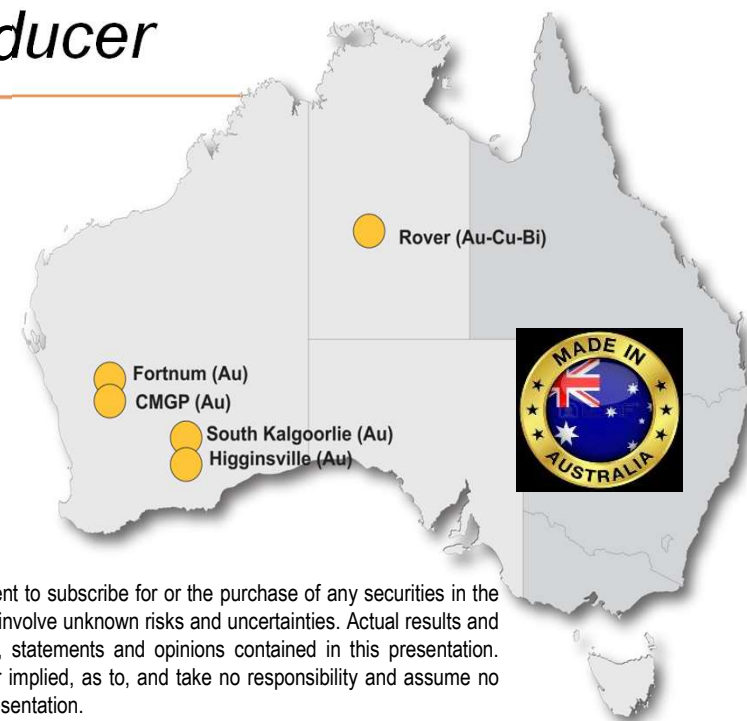 ducer
Rover (Au-Cu-Bi)
MADE IN
AUSTRALIA
Fortnum (Au)
CMGP (Au)
South Kalgoorlie (Au)
Higginsville (Au)
ent to subscribe for or the purchase of any securities in the
involve unknown risks and uncertainties. Actual results and
, statements and opinions contained in this presentation.
r implied, as to, and take no responsibility and assume no
sentation.